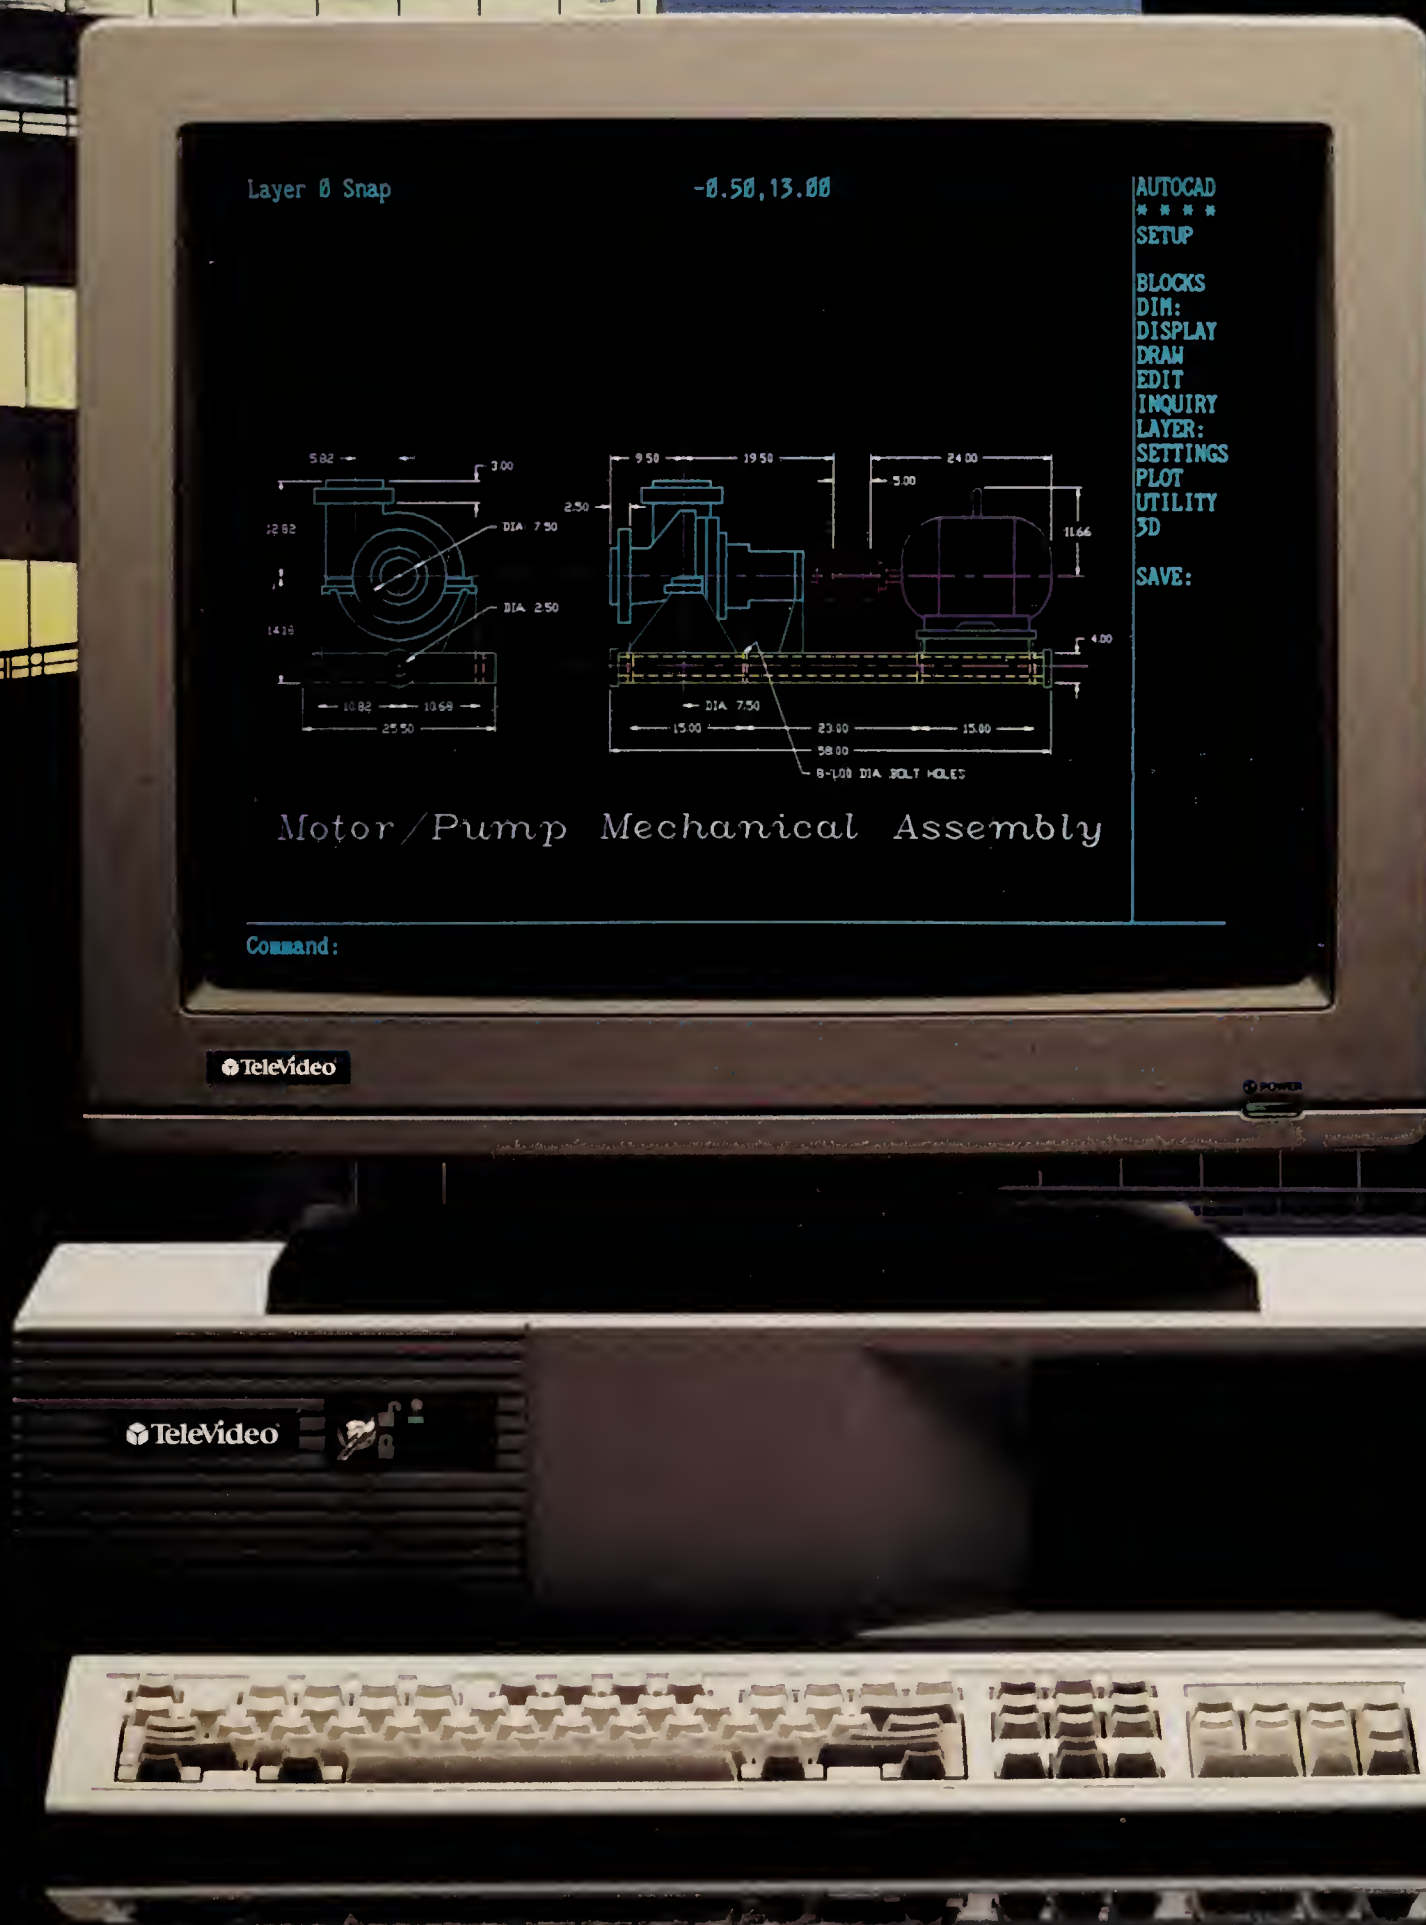 Layer 0 Snap
-0.50,13.00
AUTOCAD
* * * *
SETUP
BLOCKS
DIM:
DISPLAY
DRAW
EDIT
INQUIRY
LAYER:
SETTINGS
PLOT
UTILITY
3D
SAVE:
5.82
3.00
12.82
DIA 7.50
DIA 2.50
14.18
10.82
10.68
25.50
9.50
19.50
24.00
5.00
2.50
11.66
4.00
DIA 7.50
15.00
23.00
15.00
58.00
8-1.00 DIA BOLT HOLES
Motor/Pump Mechanical Assembly
Command:
TeleVideo
POWER
TeleVideo